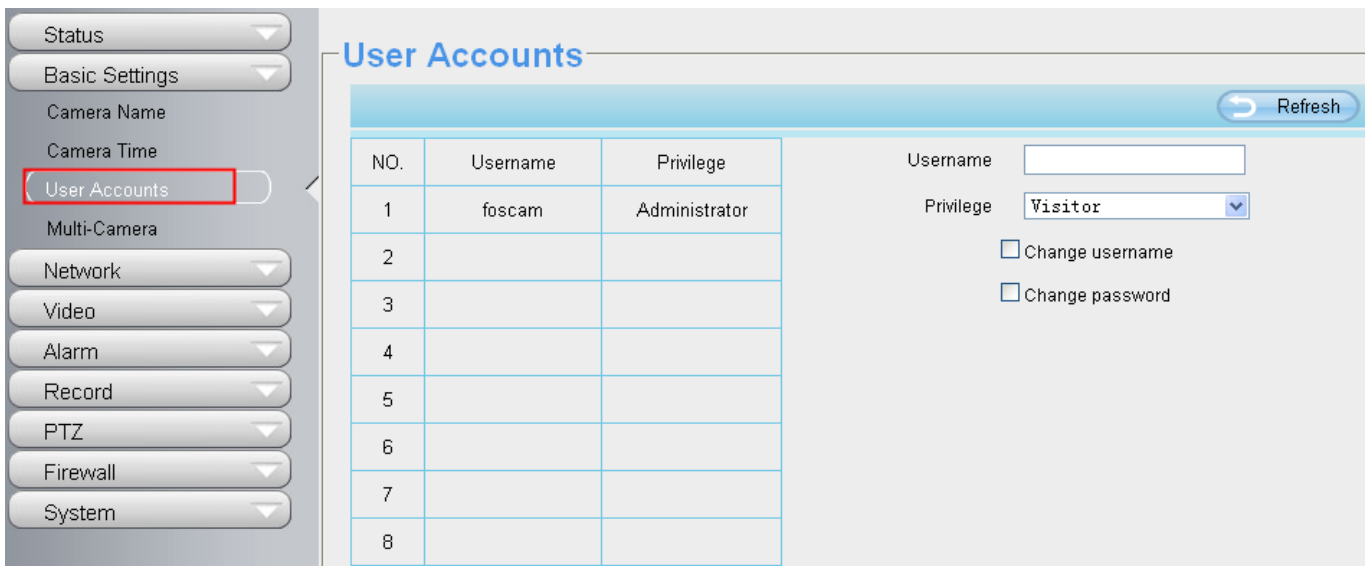 Status
Basic Settings
Camera Name
Camera Time
User Accounts
Multi-Camera
Network
Video
Alarm
Record
PTZ
Firewall
System
User Accounts
Refresh
NO. Username Privilege
1 foscam Administrator
2
3
4
5
6
7
8
Username
Privilege Visitor
Change username
Change password